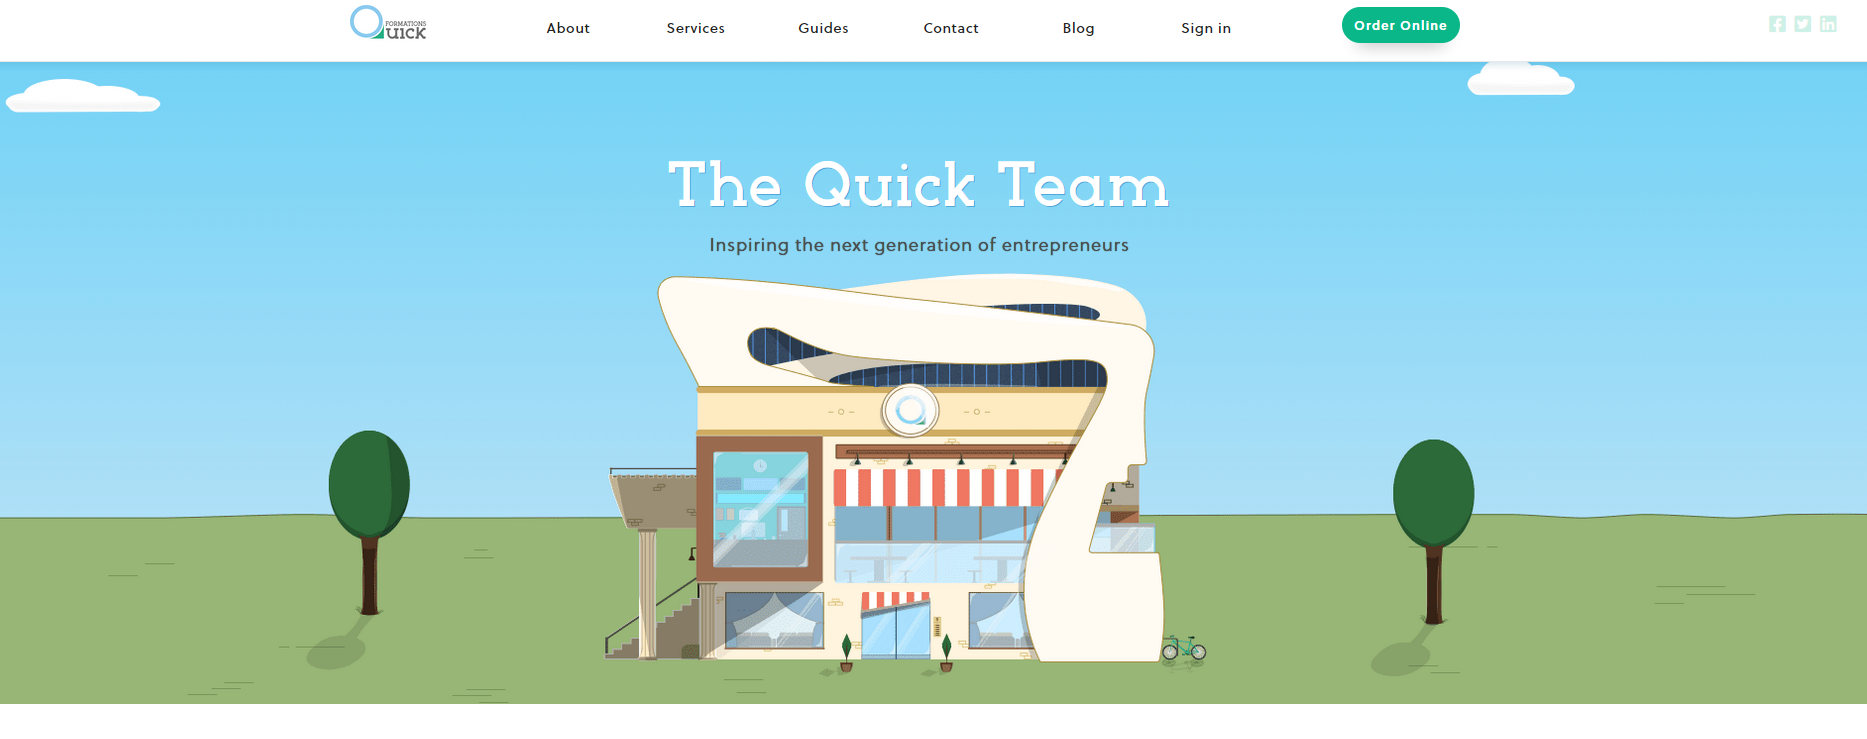 FORMATIONS
QUICK
About
Services
Guides
Contact
Blog
Sign in
Order Online
The Quick Team
Inspiring the next generation of entrepreneurs